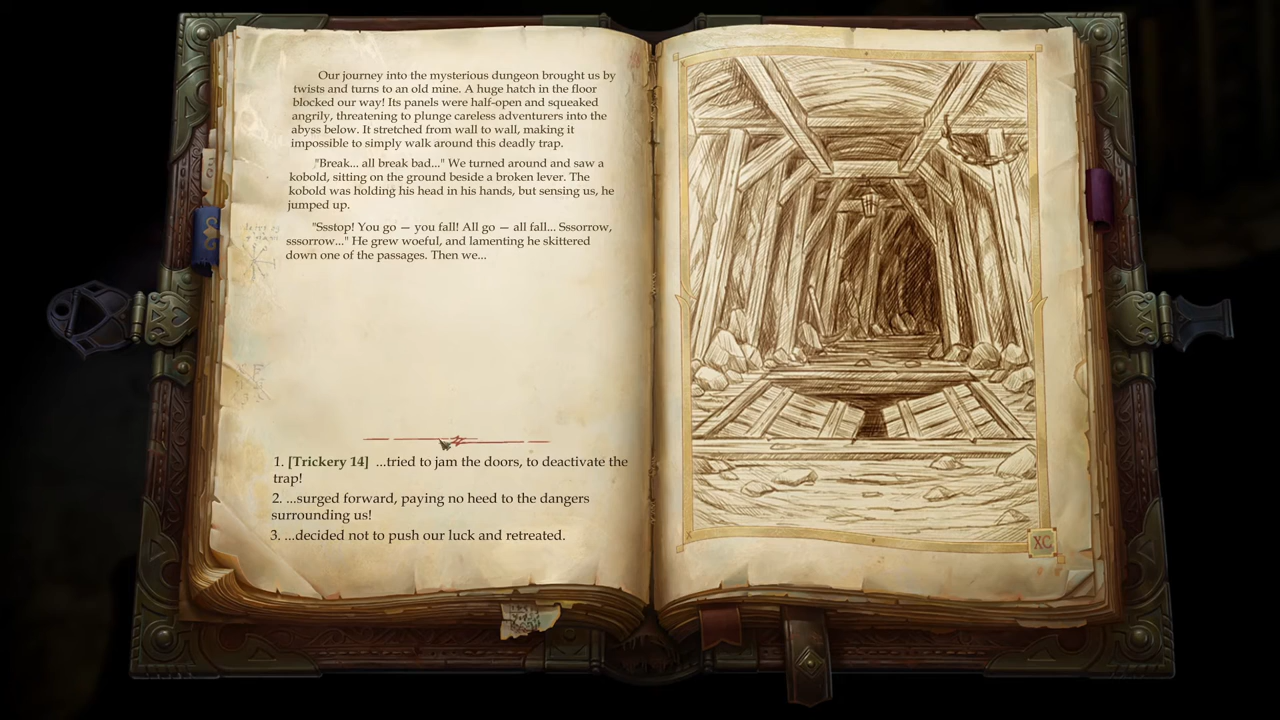 Our journey into the mysterious dungeon brought us by
twists and turns to an old mine. A huge hatch in the floor
blocked our way! Its panels were half-open and squeaked
angrily, threatening to plunge careless adventurers into the
abyss below. It stretched from wall to wall, making it
impossible to simply walk around this deadly trap.
"Break... all break bad..." We turned around and saw a
kobold, sitting on the ground beside a broken lever. The
kobold was holding his head in his hands, but sensing us, he
jumped up.
"Ssstop! You go — you fall! All go — all fall... Sssorrow,
sssorrow..." He grew woeful, and lamenting he skittered
down one of the passages. Then we...
1. [Trickery 14] ...tried to jam the doors, to deactivate the
trap!
2. ...surged forward, paying no heed to the dangers
surrounding us!
3. ...decided not to push our luck and retreated.
XC